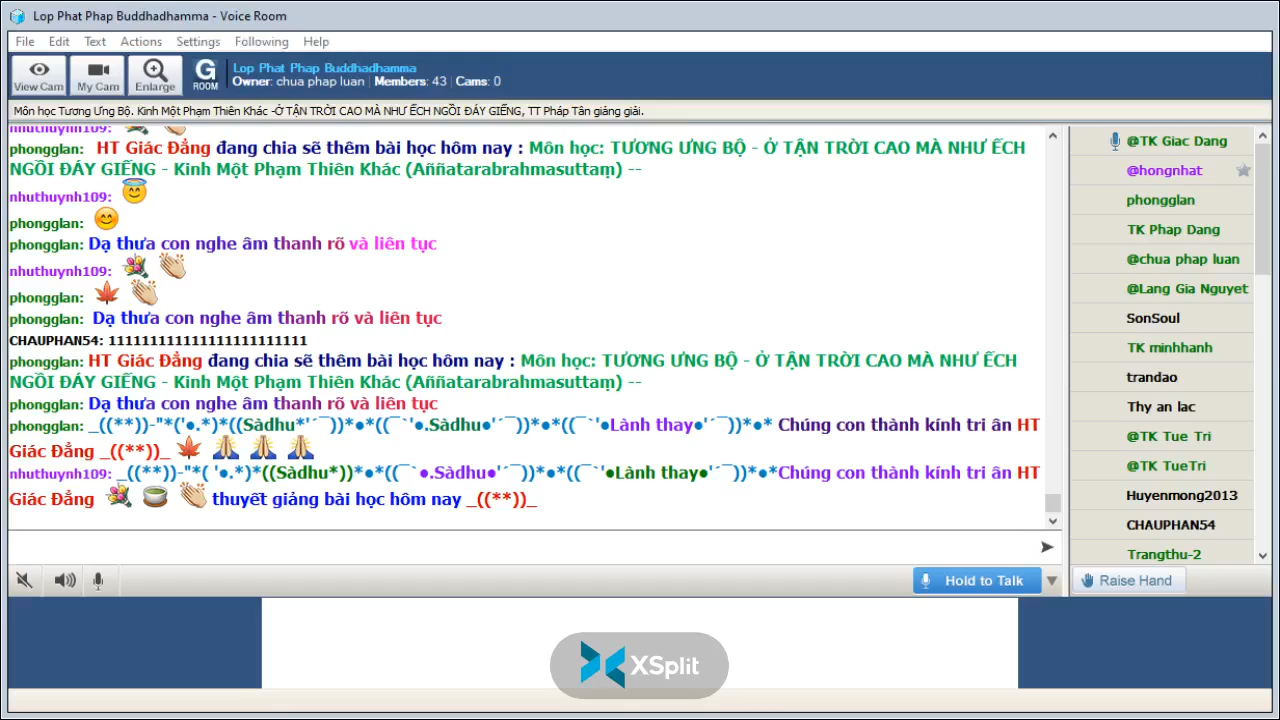 Lop Phat Phap Buddhadhamma - Voice Room
File Edit Text Actions Settings Following Help
View Cam My Cam Enlarge G ROOM
Lop Phat Phap Buddhadhamma
Owner: chua phap luan | Members: 43 | Cams: 0
Môn học Tương Ưng Bộ. Kinh Một Phạm Thiên Khác -Ở TẬN TRỜI CAO MÀ NHƯ ẾCH NGỒI ĐÁY GIẾNG, TT Pháp Tân giảng giải.
nhuthuynh109:
phongglan: HT Giác Đẳng đang chia sẽ thêm bài học hôm nay : Môn học: TƯƠNG ƯNG BỘ - Ở TẬN TRỜI CAO MÀ NHƯ ẾCH
NGỒI ĐÁY GIẾNG - Kinh Một Phạm Thiên Khác (Aññatarabrahmasuttaṃ) --
nhuthuynh109: 😇
phongglan: 😊
phongglan: Dạ thưa con nghe âm thanh rõ và liên tục
nhuthuynh109: 💐 👏
phongglan: 🍁 👏
phongglan: Dạ thưa con nghe âm thanh rõ và liên tục
CHAUPHAN54: 111111111111111111111111
phongglan: HT Giác Đẳng đang chia sẽ thêm bài học hôm nay : Môn học: TƯƠNG ƯNG BỘ - Ở TẬN TRỜI CAO MÀ NHƯ ẾCH
NGỒI ĐÁY GIẾNG - Kinh Một Phạm Thiên Khác (Aññatarabrahmasuttaṃ) --
phongglan: Dạ thưa con nghe âm thanh rõ và liên tục
phongglan: _((**))-"*('●.*)*((Sàdhu*'´¯))*●*((¯`'●.Sàdhu●'´¯))*●*((¯`'●Lành thay●'´¯))*●* Chúng con thành kính tri ân HT
Giác Đẳng _((**))_ 🍁 🙏 🙏 🙏
nhuthuynh109: _((**))-"*( '●.*)*((Sàdhu*))*●*((¯`●.Sàdhu●'´¯))*●*((¯`'●Lành thay●'´¯))*●*Chúng con thành kính tri ân HT
Giác Đẳng 💐 🍵 👏 thuyết giảng bài học hôm nay _((**))_
Hold to Talk
@TK Giac Dang
@hongnhat
phongglan
TK Phap Dang
@chua phap luan
@Lang Gia Nguyet
SonSoul
TK minhhanh
trandao
Thy an lac
@TK Tue Tri
@TK TueTri
Huyenmong2013
CHAUPHAN54
Trangthu-2
Raise Hand
XSplit